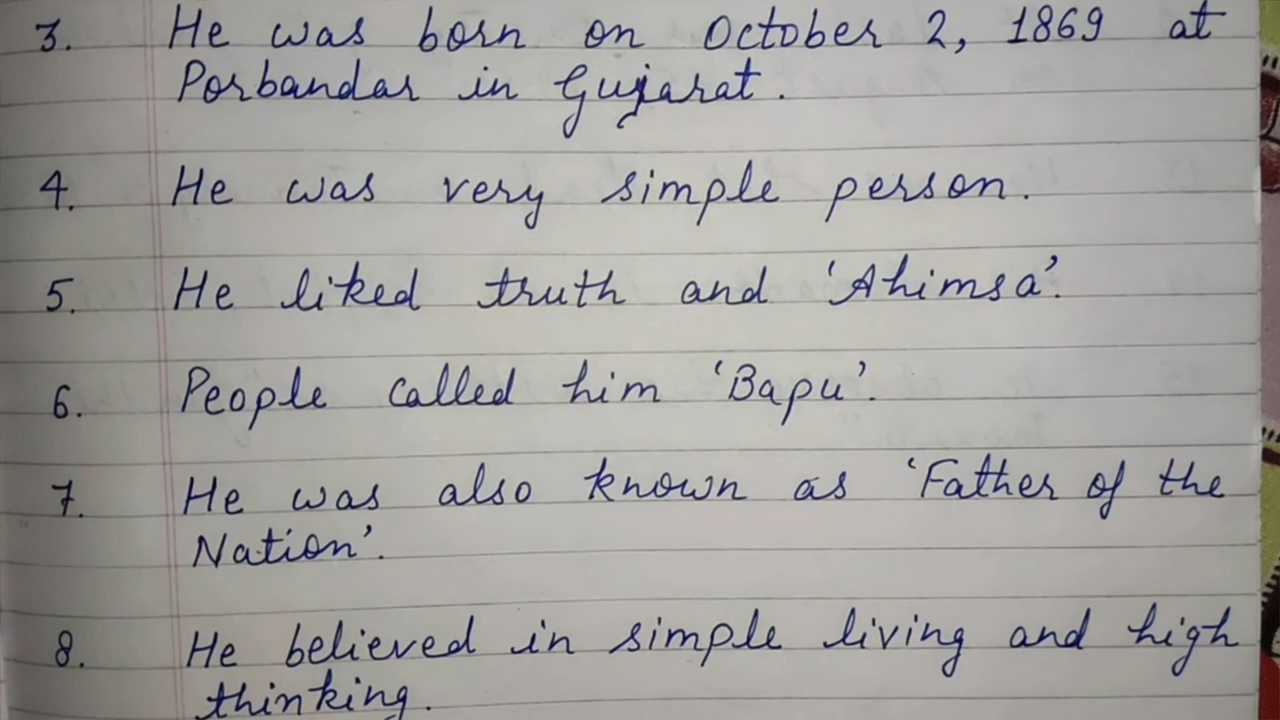 3. He was born on October 2, 1869 at
Porbandar in Gujarat.
4. He was very simple person.
5. He liked truth and 'Ahimsa'.
6. People called him 'Bapu'.
7. He was also known as 'Father of the
Nation'.
8. He believed in simple living and high
thinking.